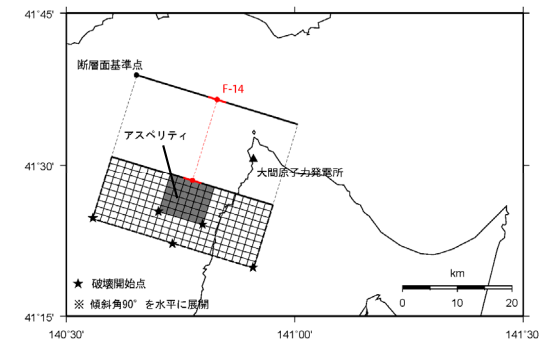 41°45'
断層面基準点
F-14
アスペリティ
41°30'
大間原子力発電所
★ 破壊開始点
※ 傾斜角90°を水平に展開
km
0 10 20
41°15'
140°30' 141°00' 141°30'